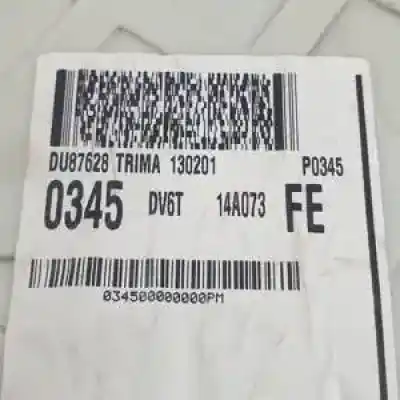 DU87628 TRIMA 130201 P0345
0345 DV6T 14A073 FE
034500000000PM